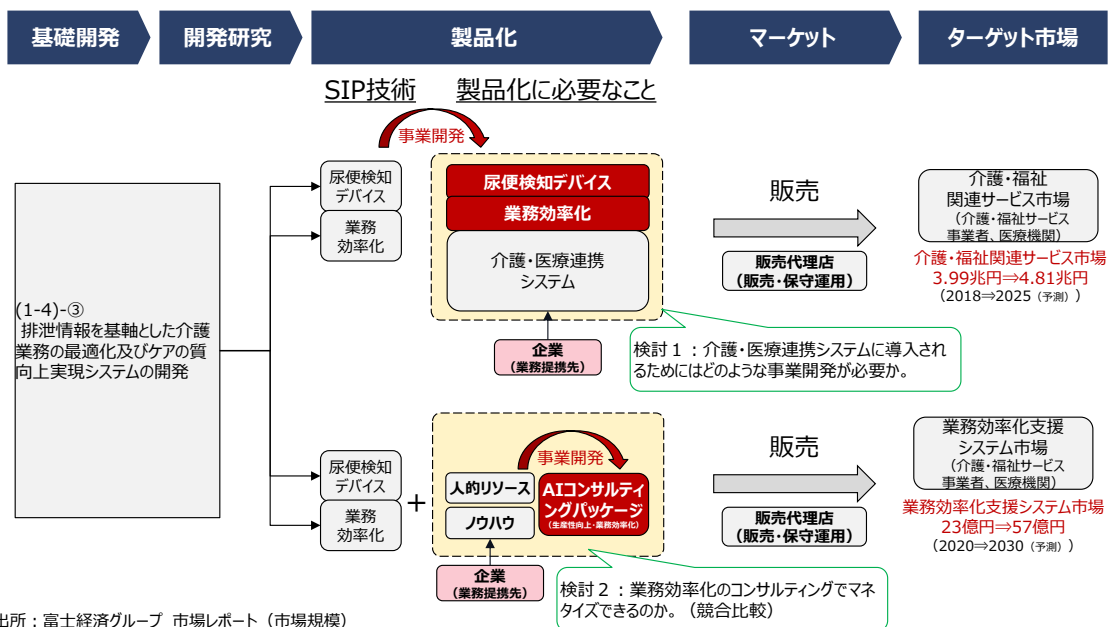 基礎開発
開発研究
製品化
マーケット
ターゲット市場
SIP技術
製品化に必要なこと
事業開発
(1-4)-③
排泄情報を基軸とした介護
業務の最適化及びケアの質
向上実現システムの開発
尿便検知
デバイス
業務
効率化
尿便検知デバイス
業務効率化
介護・医療連携
システム
企業
(業務提携先)
販売
販売代理店
(販売・保守運用)
介護・福祉
関連サービス市場
(介護・福祉サービス
事業者、医療機関)
介護・福祉関連サービス市場
3.99兆円⇒4.81兆円
(2018⇒2025 (予測) )
検討1:介護・医療連携システムに導入され
るためにはどのような事業開発が必要か。
尿便検知
デバイス
業務
効率化
+
事業開発
人的リソース
ノウハウ
AIコンサルティ
ングパッケージ
(生産性向上・業務効率化)
企業
(業務提携先)
販売
販売代理店
(販売・保守運用)
業務効率化支援
システム市場
(介護・福祉サービス
事業者、医療機関)
業務効率化支援システム市場
23億円⇒57億円
(2020⇒2030 (予測) )
検討2:業務効率化のコンサルティングでマネ
タイズできるのか。(競合比較)
出所:富士経済グループ 市場レポート(市場規模)